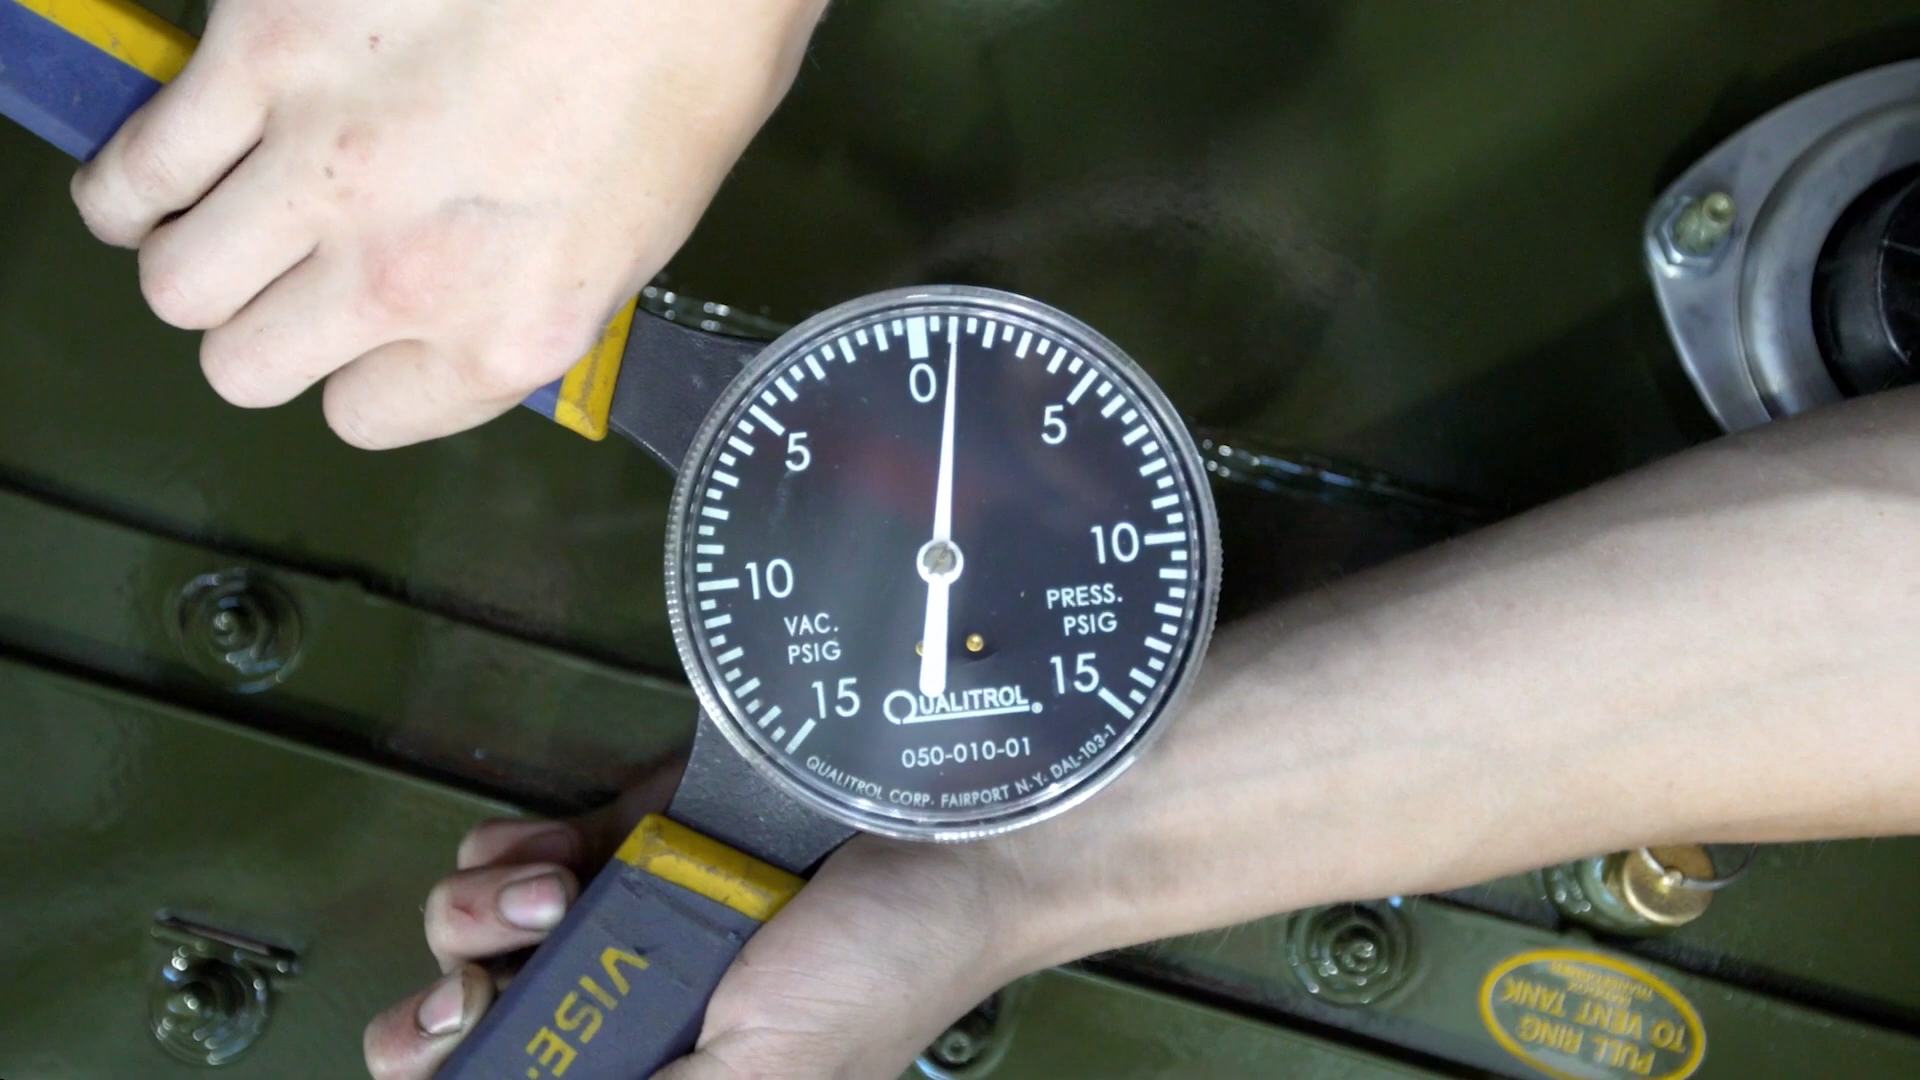 0
5
5
10
10
VAC.
PSIG
PRESS.
PSIG
15
15
QUALITROL®
050-010-01
QUALITROL CORP. FAIRPORT N.Y. DAL-103-1
VISE
PULL RING
TO VENT TANK